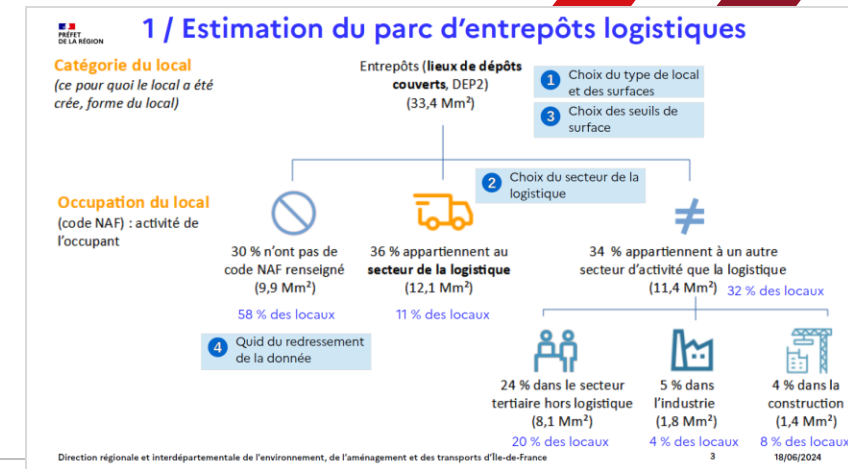 PRÉFET
DE LA RÉGION
1 / Estimation du parc d'entrepôts logistiques
Catégorie du local
(ce pour quoi le local a été
crée, forme du local)
Entrepôts (lieux de dépôts
couverts, DEP2)
(33,4 Mm²)
1 Choix du type de local
et des surfaces
3 Choix des seuils de
surface
2 Choix du secteur de la
logistique
Occupation du local
(code NAF) : activité de
l'occupant
30 % n'ont pas de
code NAF renseigné
(9,9 Mm²)
58 % des locaux
36 % appartiennent au
secteur de la logistique
(12,1 Mm²)
11 % des locaux
34 % appartiennent à un autre
secteur d'activité que la logistique
(11,4 Mm²) 32 % des locaux
4 Quid du redressement
de la donnée
24 % dans le secteur
tertiaire hors logistique
(8,1 Mm²)
20 % des locaux
5 % dans
l'industrie
(1,8 Mm²)
4 % des locaux
4 % dans la
construction
(1,4 Mm²)
8 % des locaux
Direction régionale et interdépartementale de l'environnement, de l'aménagement et des transports d'Île-de-France
3
18/06/2024